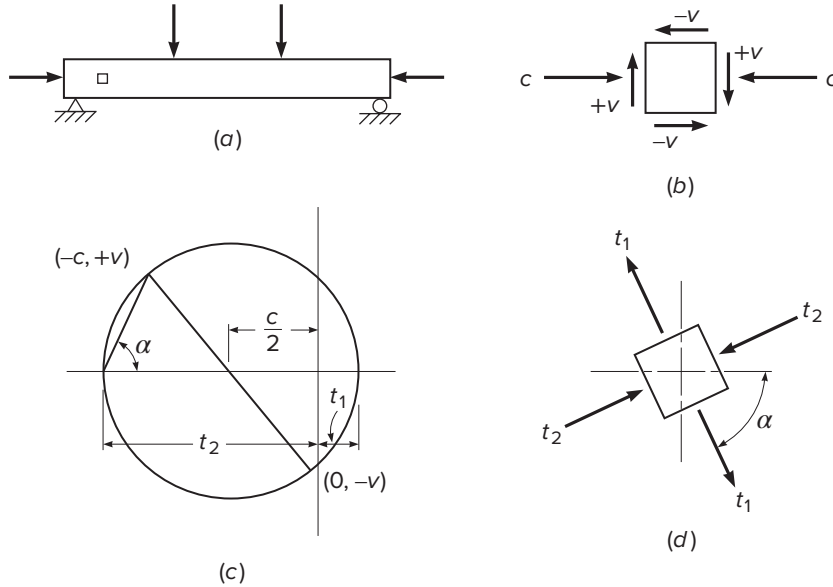 −v
+v
c
c
+v
−v
(a)
(b)
(−c, +v)
α
c
2
t1
t2
(0, −v)
(c)
t1
t2
t2
α
t1
(d)